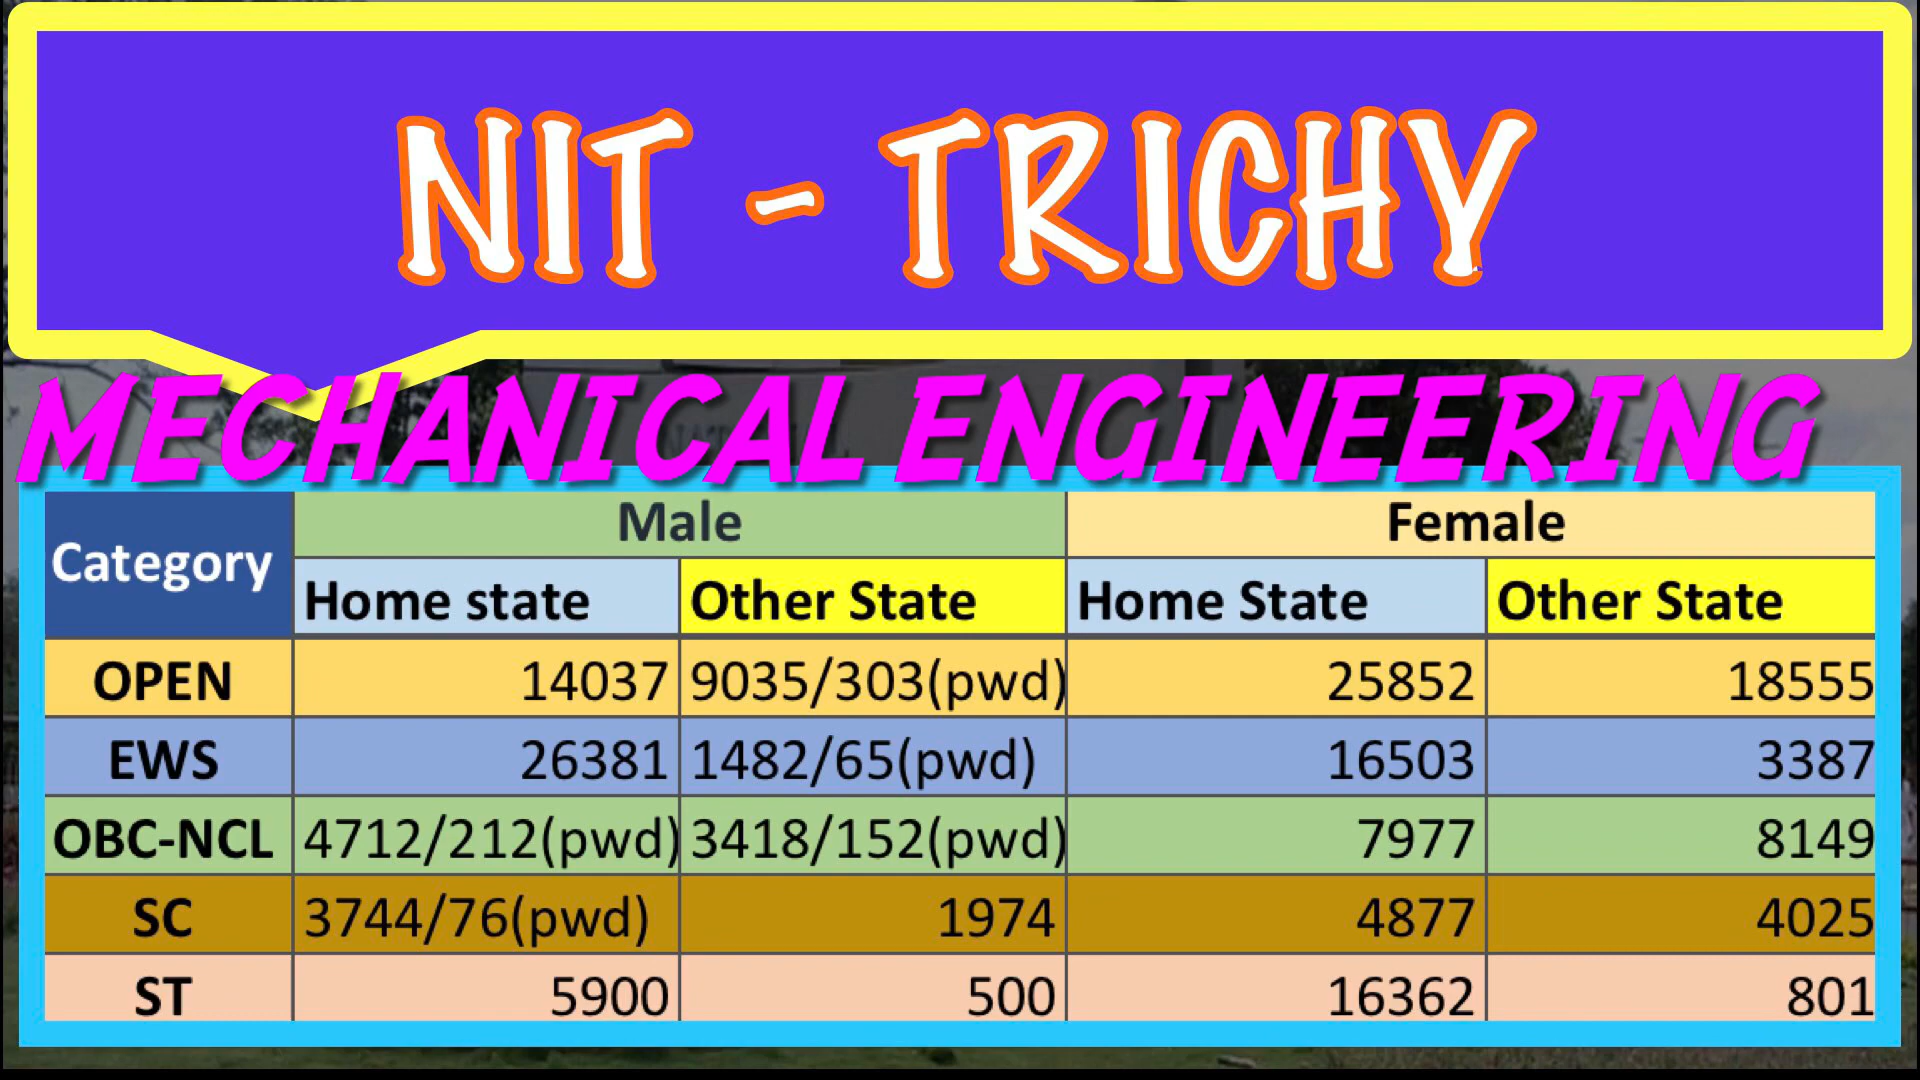 NIT - TRICHY
MECHANICAL ENGINEERING
Category Male Female
Home state Other State Home State Other State
OPEN 14037 9035/303(pwd) 25852 18555
EWS 26381 1482/65(pwd) 16503 3387
OBC-NCL 4712/212(pwd) 3418/152(pwd) 7977 8149
SC 3744/76(pwd) 1974 4877 4025
ST 5900 500 16362 801